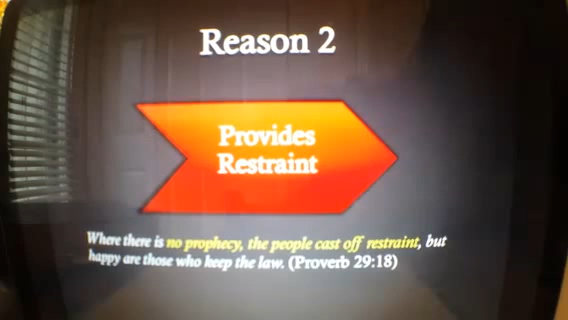 Reason 2
Provides
Restraint
Where there is no prophecy, the people cast off restraint, but
happy are those who keep the law. (Proverb 29:18)